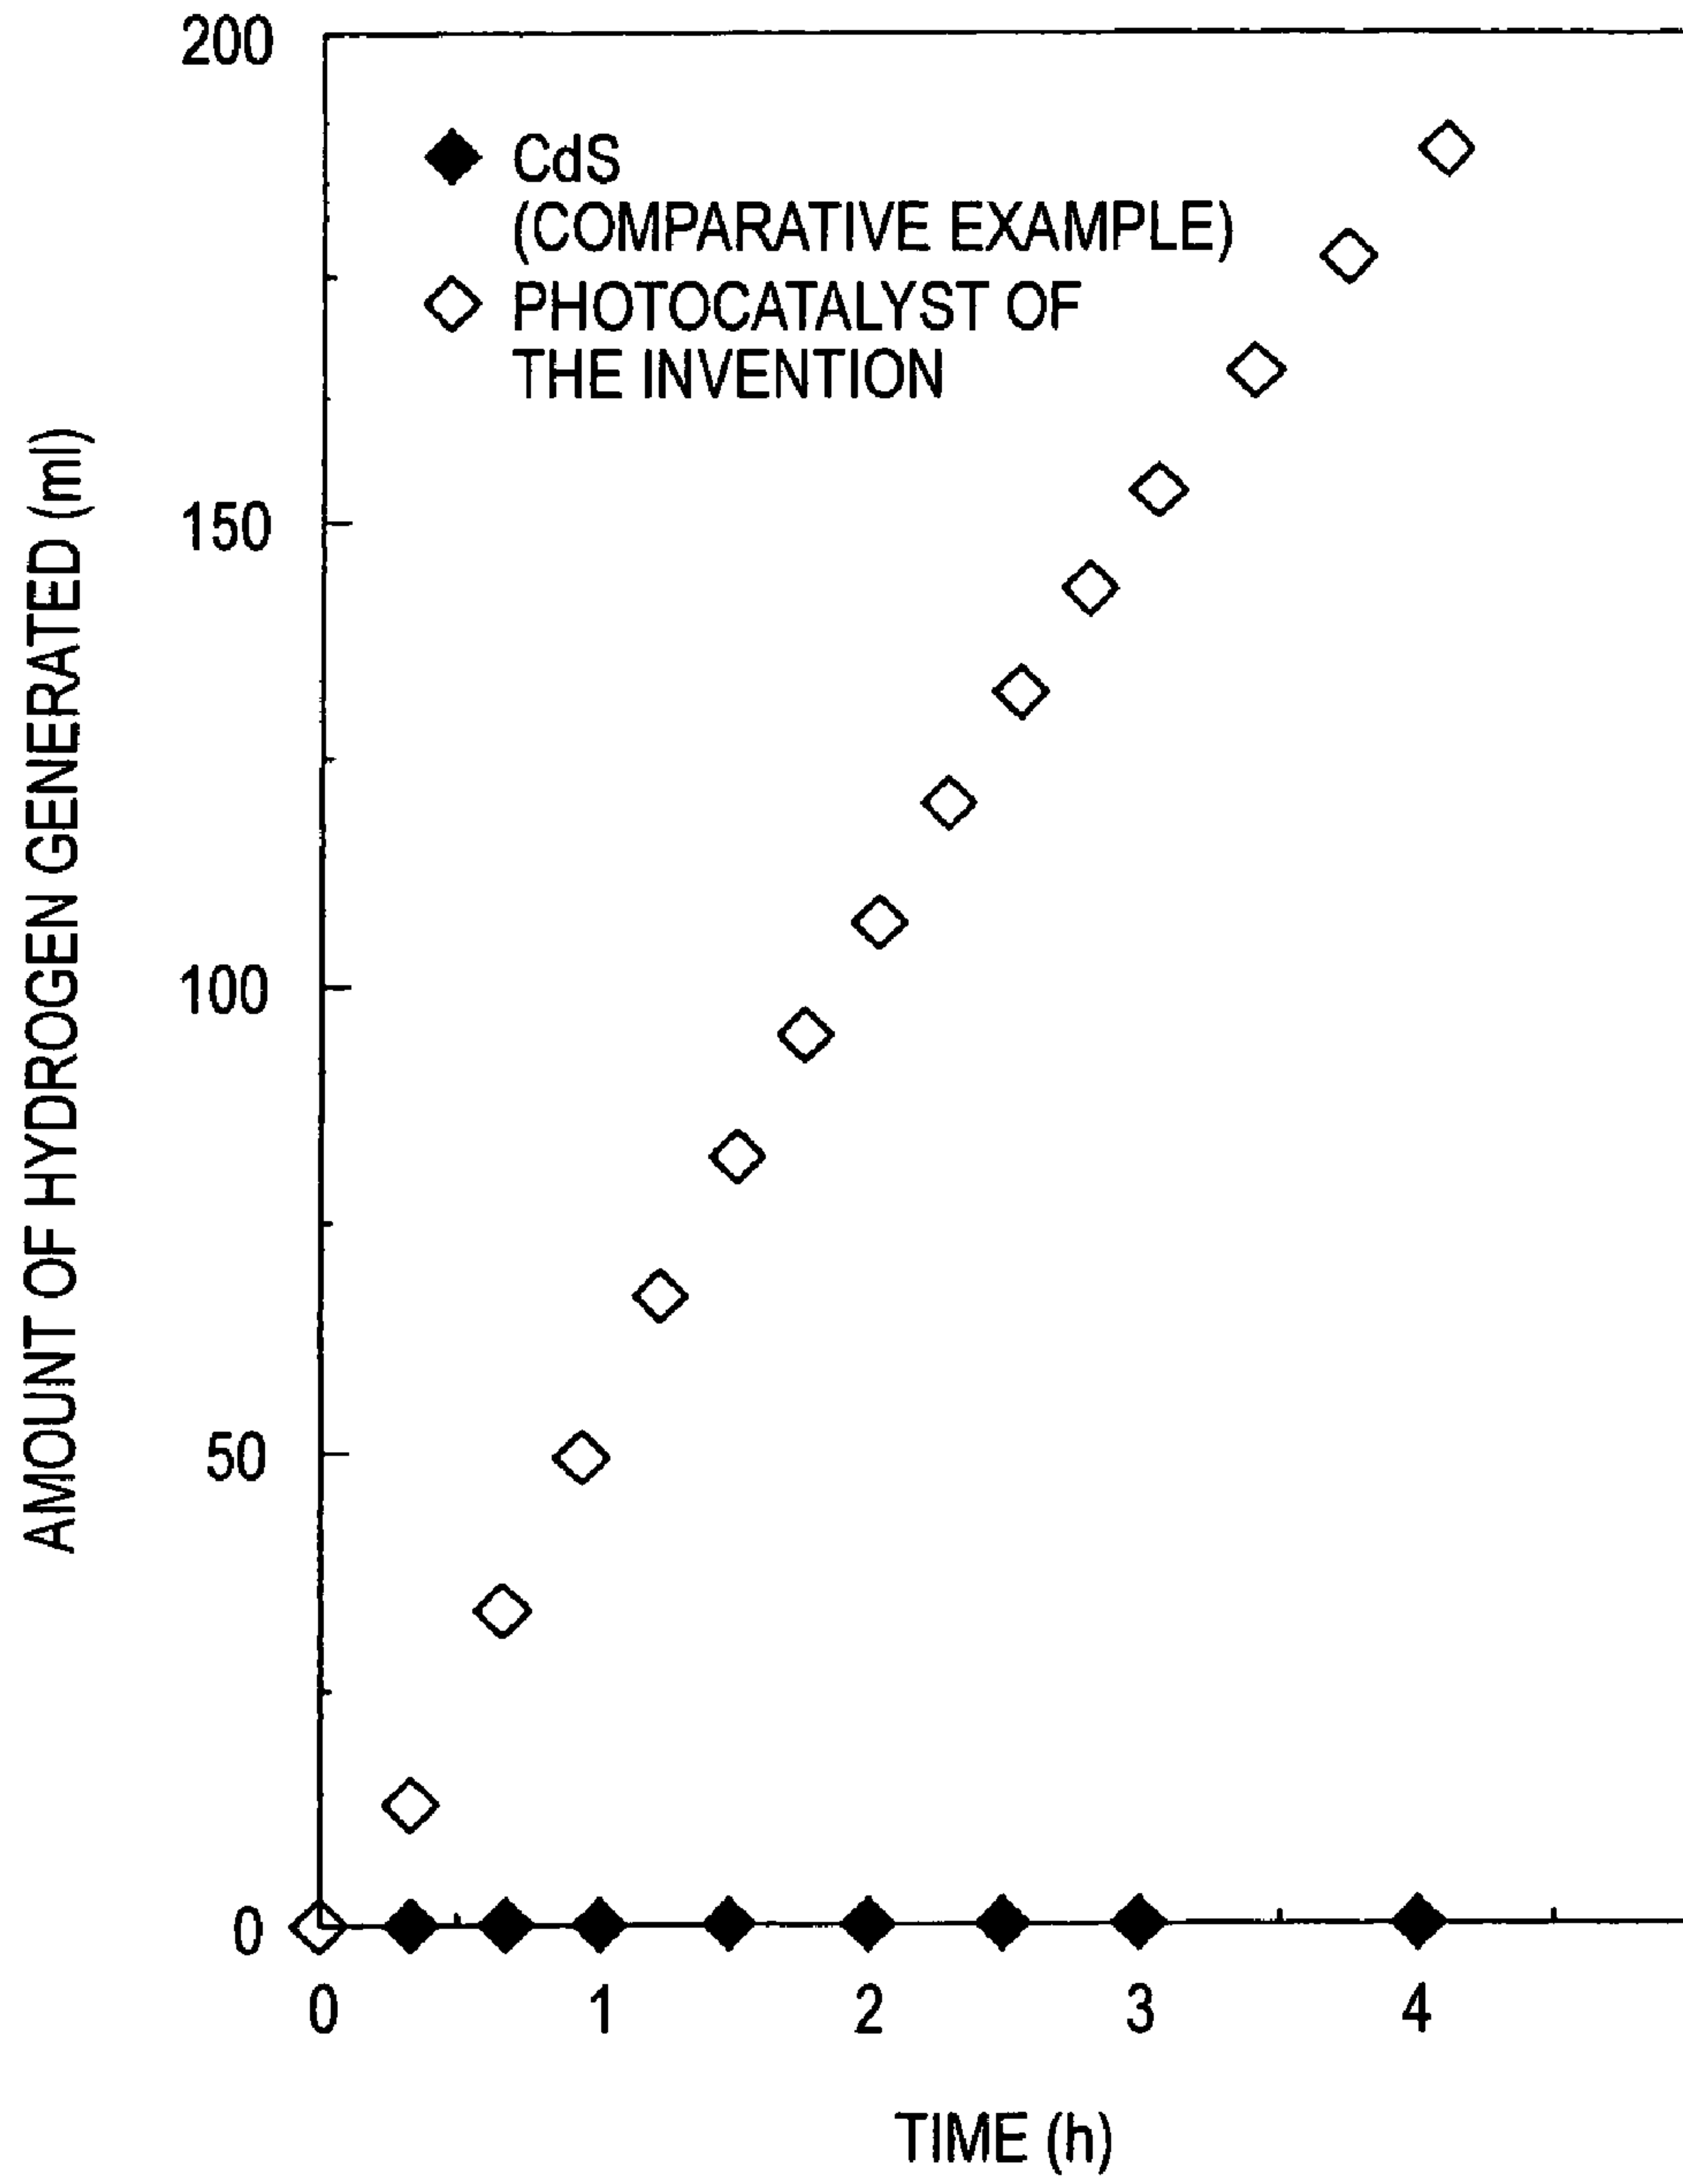 200
CdS
(COMPARATIVE EXAMPLE)
PHOTOCATALYST OF
THE INVENTION
150
100
50
0
AMOUNT OF HYDROGEN GENERATED (ml)
0 1 2 3 4
TIME (h)